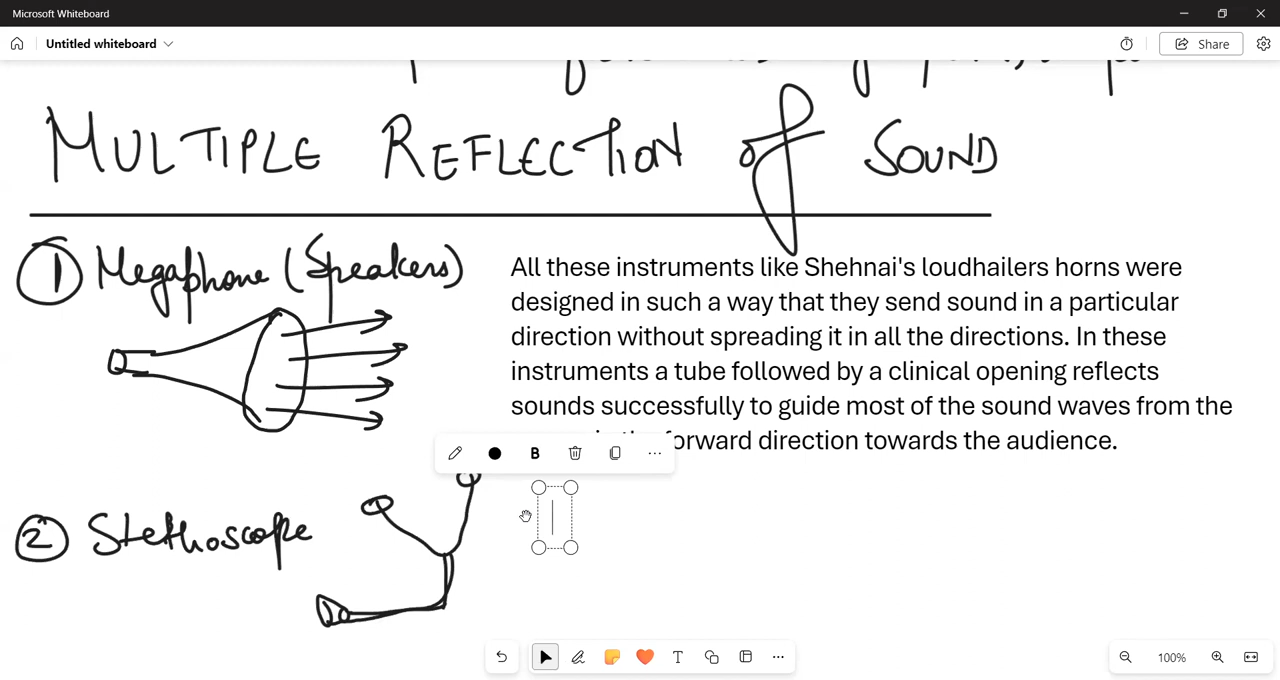 Microsoft Whiteboard
Untitled whiteboard
Share
MULTIPLE REFLECTION of SOUND
1 Megaphone (Speakers)
All these instruments like Shehnai's loudhailers horns were
designed in such a way that they send sound in a particular
direction without spreading it in all the directions. In these
instruments a tube followed by a clinical opening reflects
sounds successfully to guide most of the sound waves from the
forward direction towards the audience.
B
2 Stethoscope
T
100%